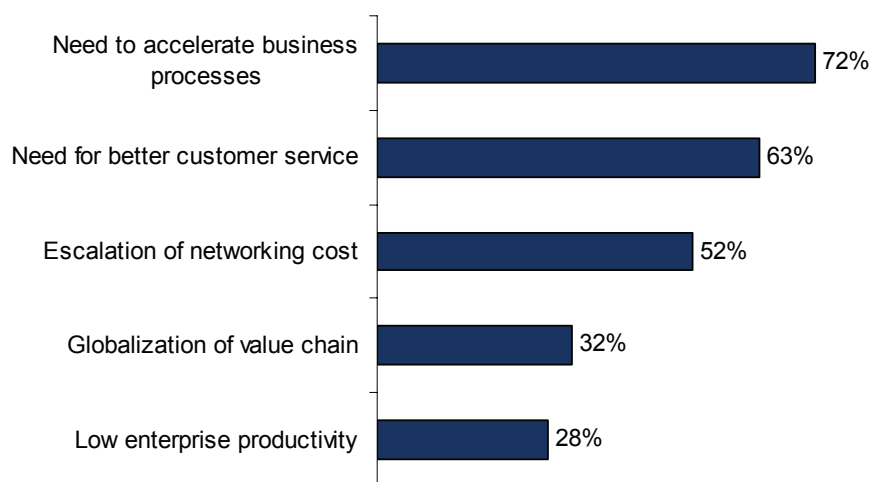 Need to accelerate business
processes
72%
Need for better customer service
63%
Escalation of networking cost
52%
Globalization of value chain
32%
Low enterprise productivity
28%